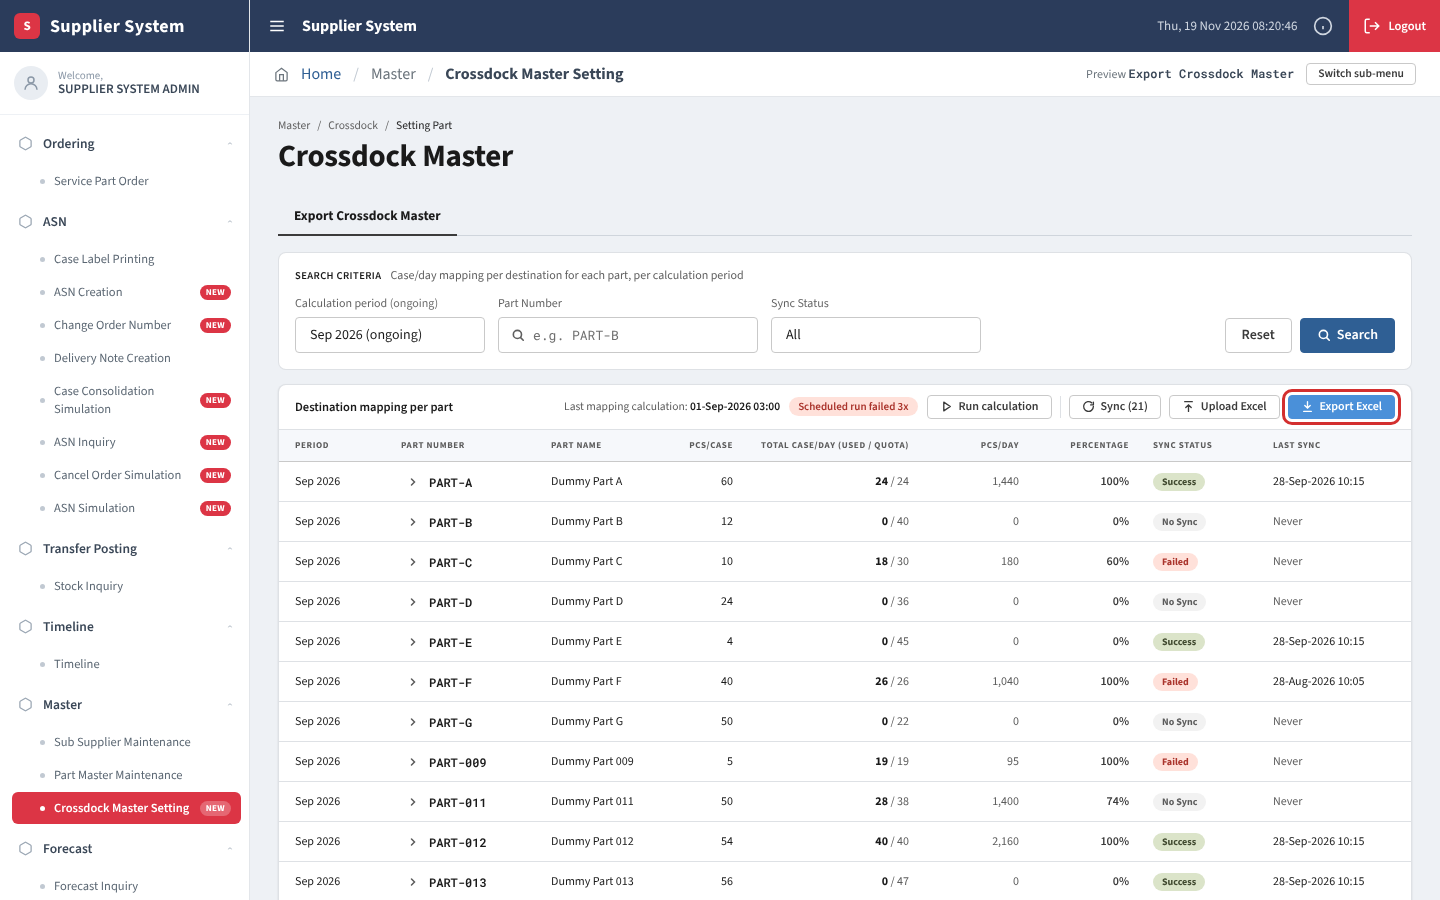 S Supplier System
Supplier System
Thu, 19 Nov 2026 08:20:46
Logout
Welcome,
SUPPLIER SYSTEM ADMIN
Home / Master / Crossdock Master Setting
Preview Export Crossdock Master
Switch sub-menu
Ordering
Service Part Order
ASN
Case Label Printing
ASN Creation NEW
Change Order Number NEW
Delivery Note Creation
Case Consolidation
Simulation NEW
ASN Inquiry NEW
Cancel Order Simulation NEW
ASN Simulation NEW
Transfer Posting
Stock Inquiry
Timeline
Timeline
Master
Sub Supplier Maintenance
Part Master Maintenance
Crossdock Master Setting NEW
Forecast
Forecast Inquiry
Master / Crossdock / Setting Part
Crossdock Master
Export Crossdock Master
SEARCH CRITERIA Case/day mapping per destination for each part, per calculation period
Calculation period (ongoing) Part Number Sync Status
Sep 2026 (ongoing) e.g. PART-B All Reset Search
Destination mapping per part Last mapping calculation: 01-Sep-2026 03:00 Scheduled run failed 3x Run calculation Sync (21) Upload Excel Export Excel
PERIOD PART NUMBER PART NAME PCS/CASE TOTAL CASE/DAY (USED / QUOTA) PCS/DAY PERCENTAGE SYNC STATUS LAST SYNC
Sep 2026 PART-A Dummy Part A 60 24 / 24 1,440 100% Success 28-Sep-2026 10:15
Sep 2026 PART-B Dummy Part B 12 0 / 40 0 0% No Sync Never
Sep 2026 PART-C Dummy Part C 10 18 / 30 180 60% Failed Never
Sep 2026 PART-D Dummy Part D 24 0 / 36 0 0% No Sync Never
Sep 2026 PART-E Dummy Part E 4 0 / 45 0 0% Success 28-Sep-2026 10:15
Sep 2026 PART-F Dummy Part F 40 26 / 26 1,040 100% Failed 28-Aug-2026 10:05
Sep 2026 PART-G Dummy Part G 50 0 / 22 0 0% No Sync Never
Sep 2026 PART-009 Dummy Part 009 5 19 / 19 95 100% Failed Never
Sep 2026 PART-011 Dummy Part 011 50 28 / 38 1,400 74% No Sync Never
Sep 2026 PART-012 Dummy Part 012 54 40 / 40 2,160 100% Success 28-Sep-2026 10:15
Sep 2026 PART-013 Dummy Part 013 56 0 / 47 0 0% Success 28-Sep-2026 10:15